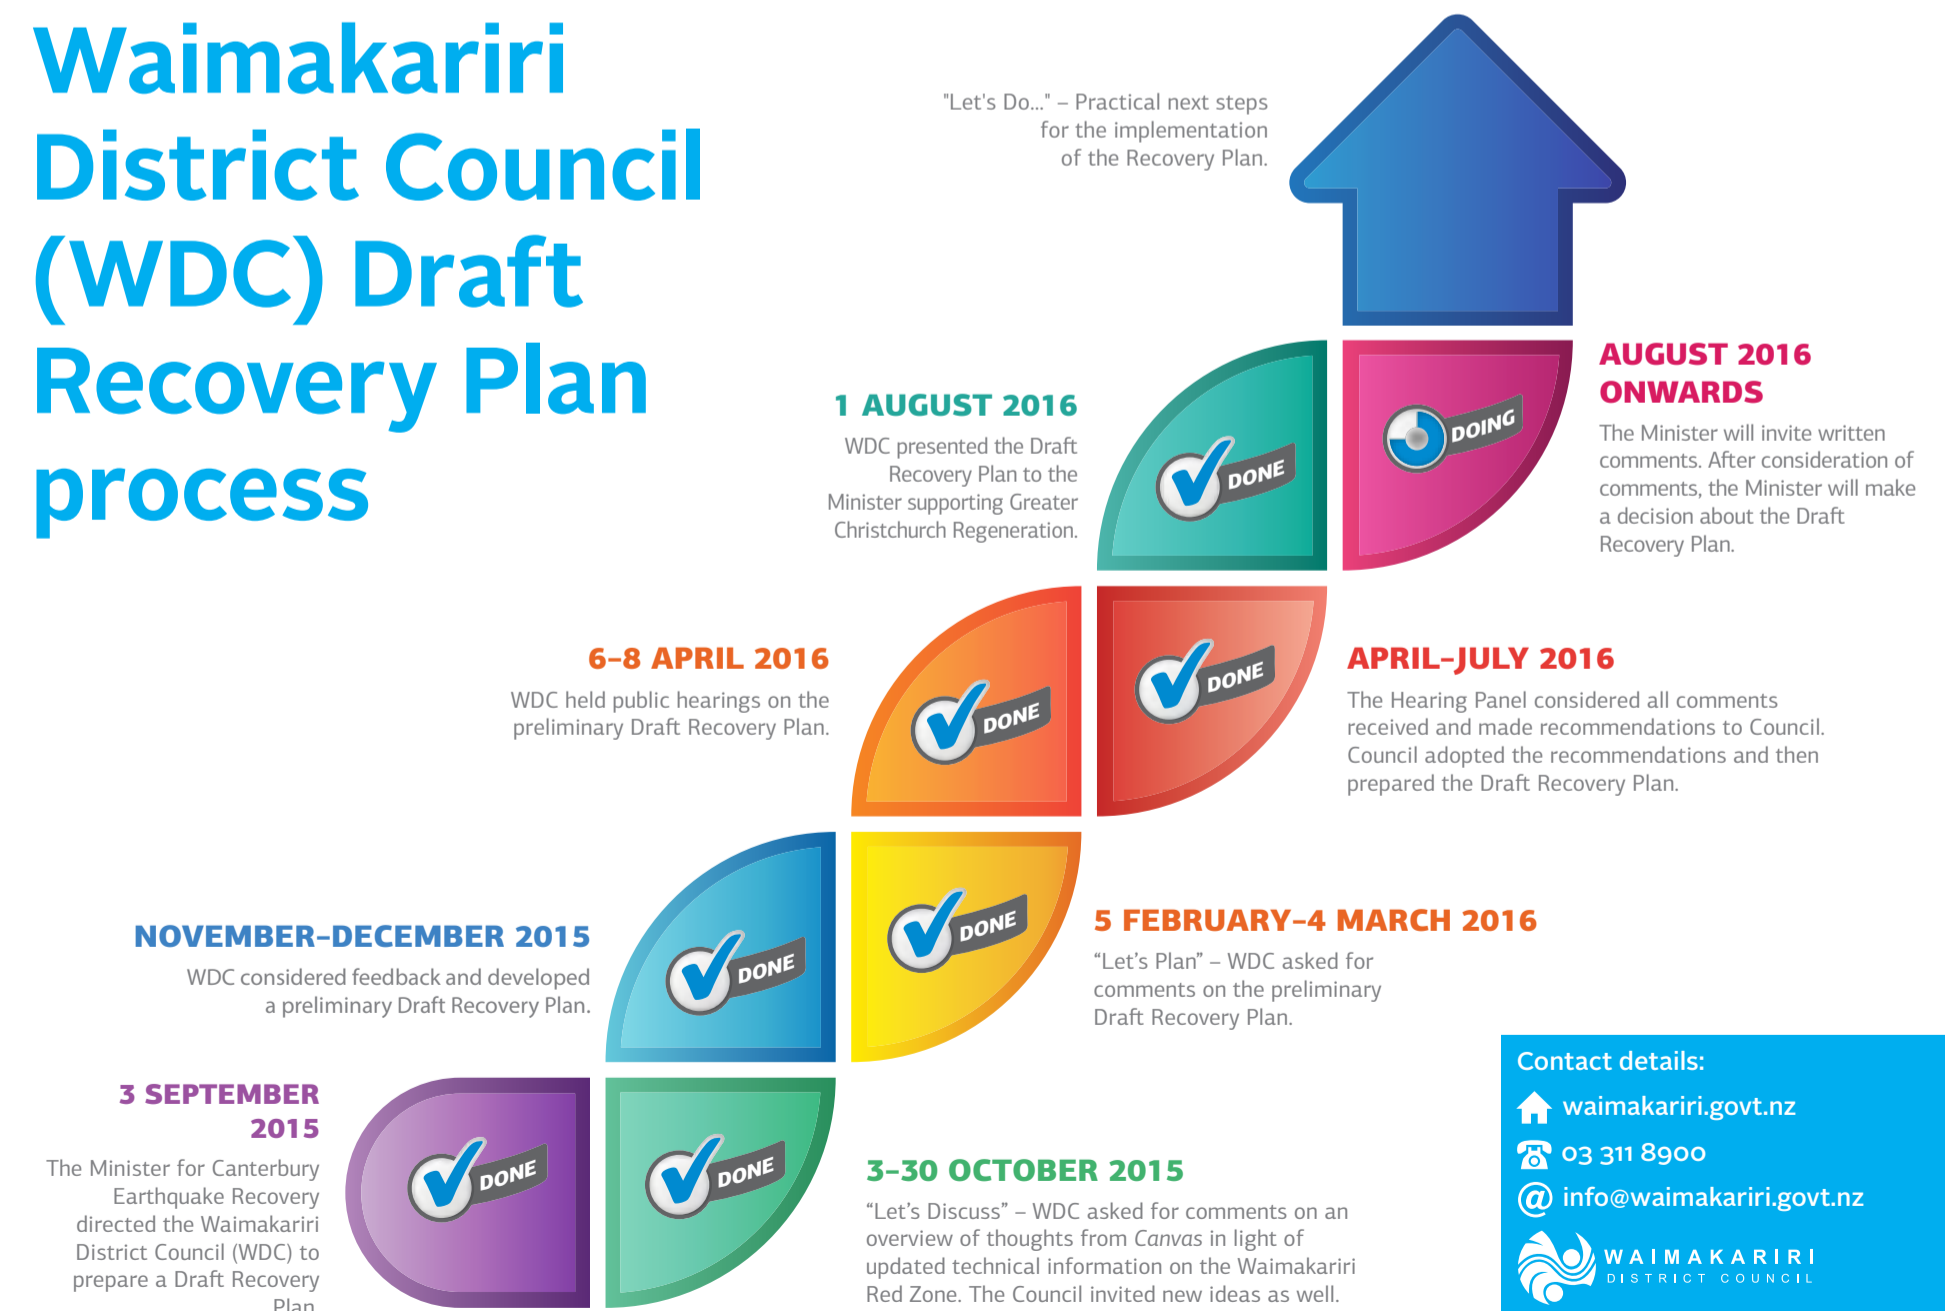 Waimakariri
District Council
(WDC) Draft
Recovery Plan
process
"Let's Do..." – Practical next steps
for the implementation
of the Recovery Plan.
AUGUST 2016
ONWARDS
The Minister will invite written
comments. After consideration of
comments, the Minister will make
a decision about the Draft
Recovery Plan.
DOING
1 AUGUST 2016
WDC presented the Draft
Recovery Plan to the
Minister supporting Greater
Christchurch Regeneration.
DONE
6–8 APRIL 2016
WDC held public hearings on the
preliminary Draft Recovery Plan.
DONE
DONE
APRIL–JULY 2016
The Hearing Panel considered all comments
received and made recommendations to Council.
Council adopted the recommendations and then
prepared the Draft Recovery Plan.
NOVEMBER–DECEMBER 2015
WDC considered feedback and developed
a preliminary Draft Recovery Plan.
DONE
DONE
5 FEBRUARY–4 MARCH 2016
“Let’s Plan” – WDC asked for
comments on the preliminary
Draft Recovery Plan.
3 SEPTEMBER
2015
The Minister for Canterbury
Earthquake Recovery
directed the Waimakariri
District Council (WDC) to
prepare a Draft Recovery
Plan.
DONE
DONE
3–30 OCTOBER 2015
“Let’s Discuss” – WDC asked for comments on an
overview of thoughts from Canvas in light of
updated technical information on the Waimakariri
Red Zone. The Council invited new ideas as well.
Contact details:
waimakariri.govt.nz
03 311 8900
@ info@waimakariri.govt.nz
WAIMAKARIRI
DISTRICT COUNCIL